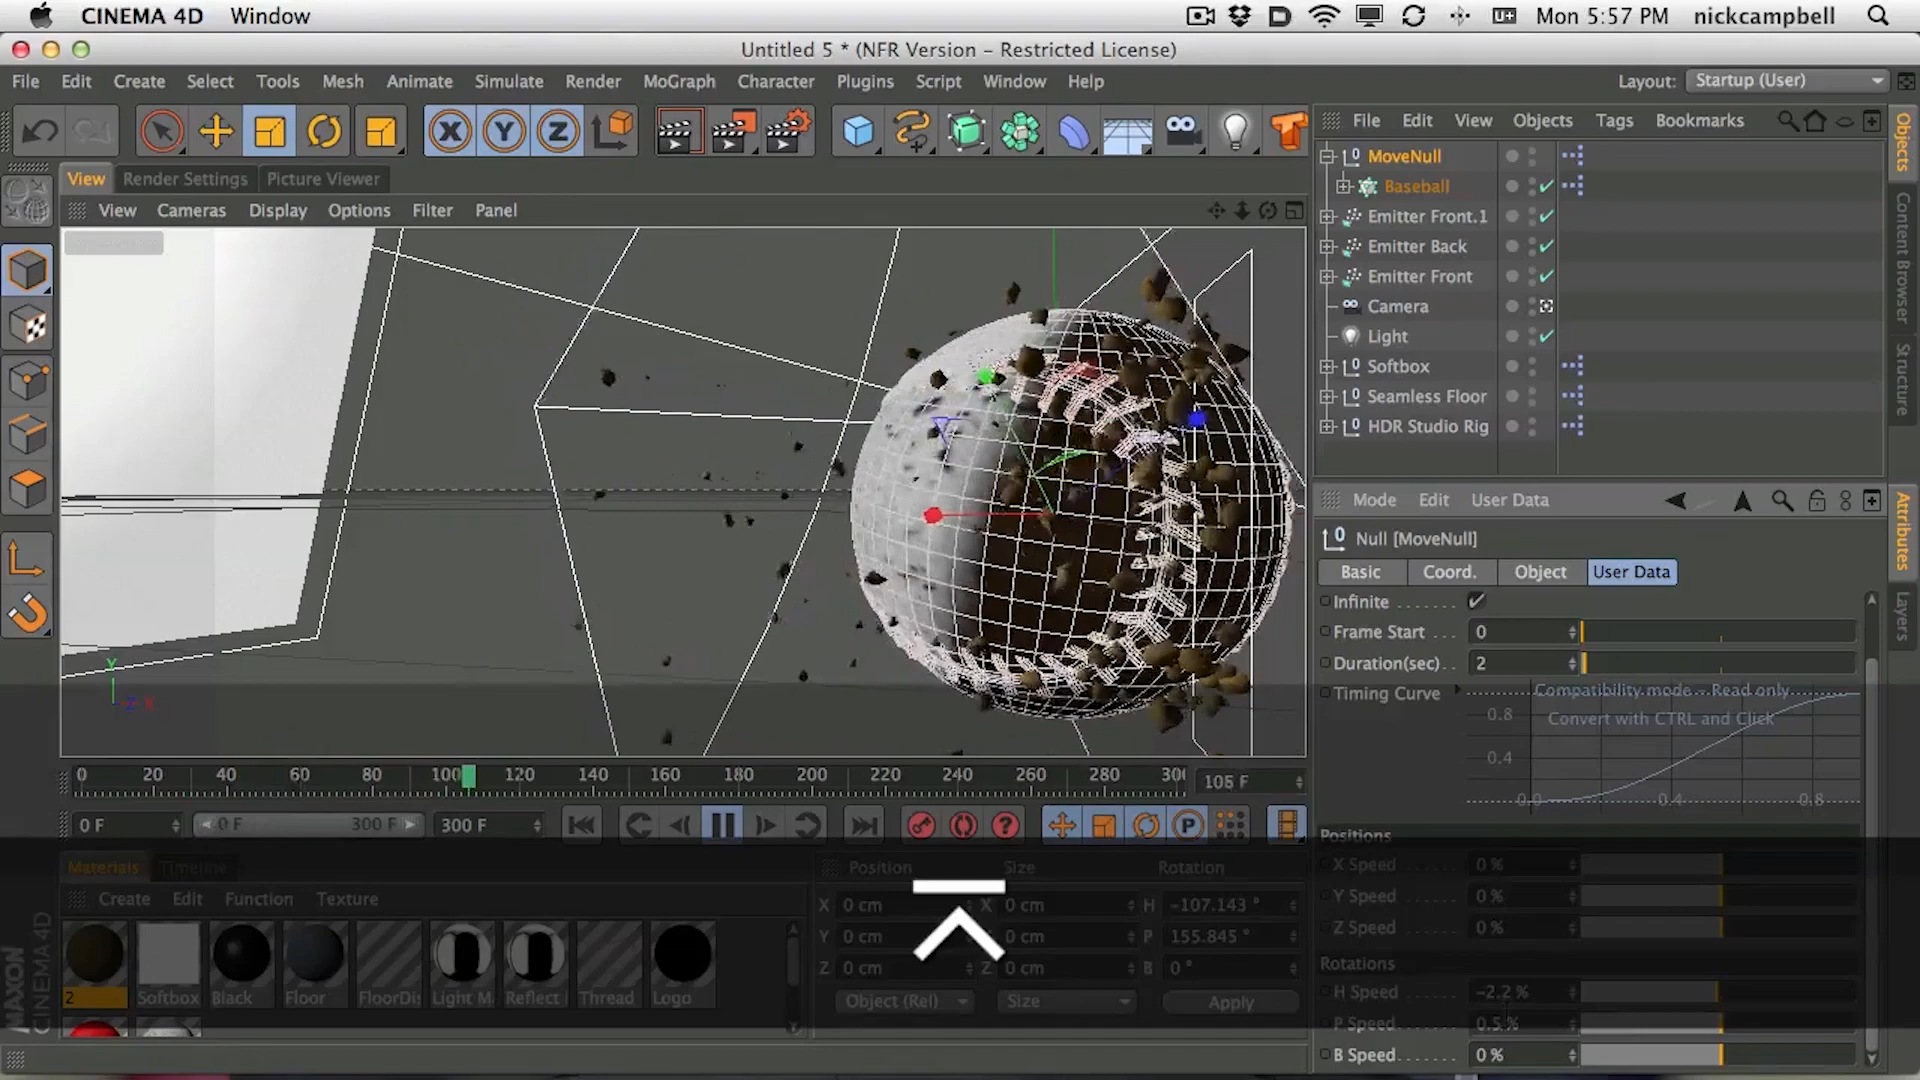 CINEMA 4D Window
Mon 5:57 PM nickcampbell
Untitled 5 * (NFR Version - Restricted License)
File Edit Create Select Tools Mesh Animate Simulate Render MoGraph Character Plugins Script Window Help
Layout: Startup (User)
X Y Z
File Edit View Objects Tags Bookmarks
View Render Settings Picture Viewer
View Cameras Display Options Filter Panel
MoveNull
Baseball
Emitter Front.1
Emitter Back
Emitter Front
Camera
Light
Softbox
Seamless Floor
HDR Studio Rig
Objects
Content Browser
Structure
Attributes
Layers
Mode Edit User Data
Null [MoveNull]
Basic Coord. Object User Data
Infinite
Frame Start 0
Duration(sec) 2
Timing Curve
Compatibility mode - Read only
Convert with CTRL and Click
0.8
0.4
0.0 0.4 0.8
Positions
X Speed 0 %
Y Speed 0 %
Z Speed 0 %
Rotations
H Speed -2.2 %
P Speed 0.5 %
B Speed 0 %
Y
Z X
0 20 40 60 80 100 120 140 160 180 200 220 240 260 280 30
105 F
0 F 0 F 300 F 300 F
P
Materials Timeline
Create Edit Function Texture
2 Softbox Black Floor FloorDis Light M Reflect Thread Logo
Position Size Rotation
X 0 cm X 0 cm H -107.143 °
Y 0 cm 0 cm P 155.845 °
Z 0 cm Z 0 cm B 0 °
Object (Rel) Size Apply
MAXON
CINEMA 4D